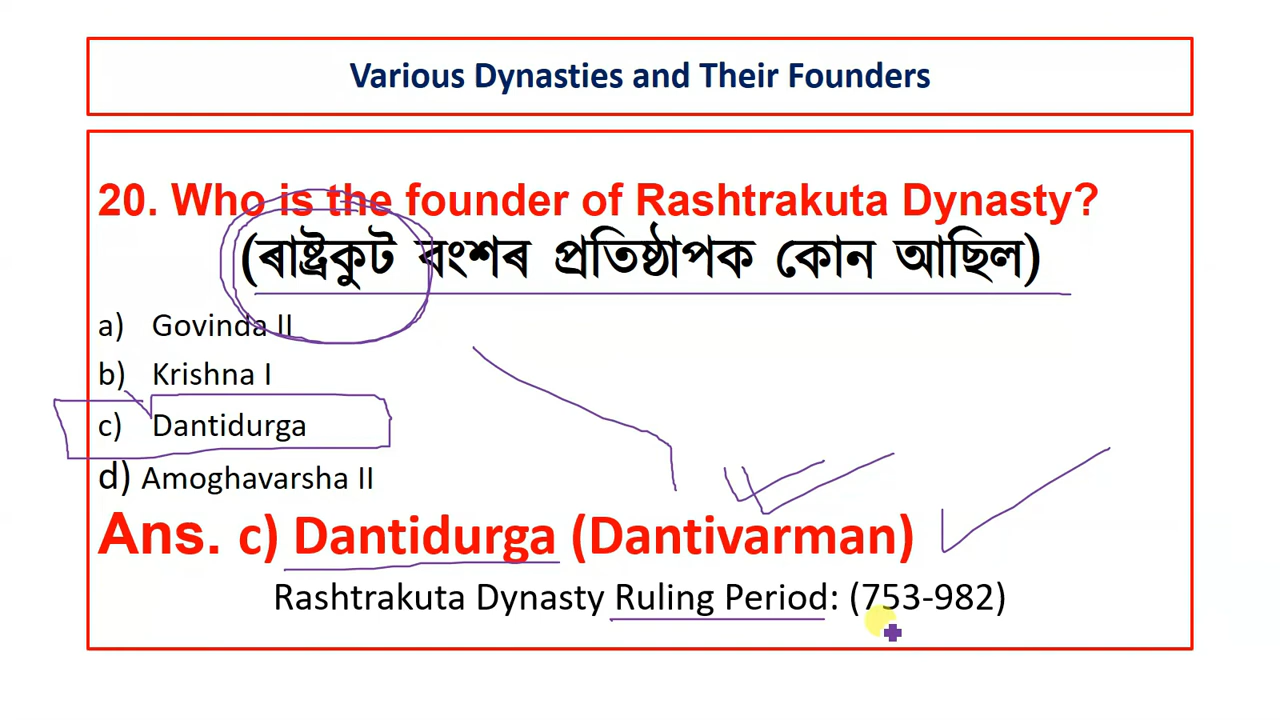 Various Dynasties and Their Founders
20. Who is the founder of Rashtrakuta Dynasty?
(ৰাষ্ট্ৰকুট বংশৰ প্ৰতিষ্ঠাপক কোন আছিল)
a) Govinda II
b) Krishna I
c) Dantidurga
d) Amoghavarsha II
Ans. c) Dantidurga (Dantivarman)
Rashtrakuta Dynasty Ruling Period: (753-982)